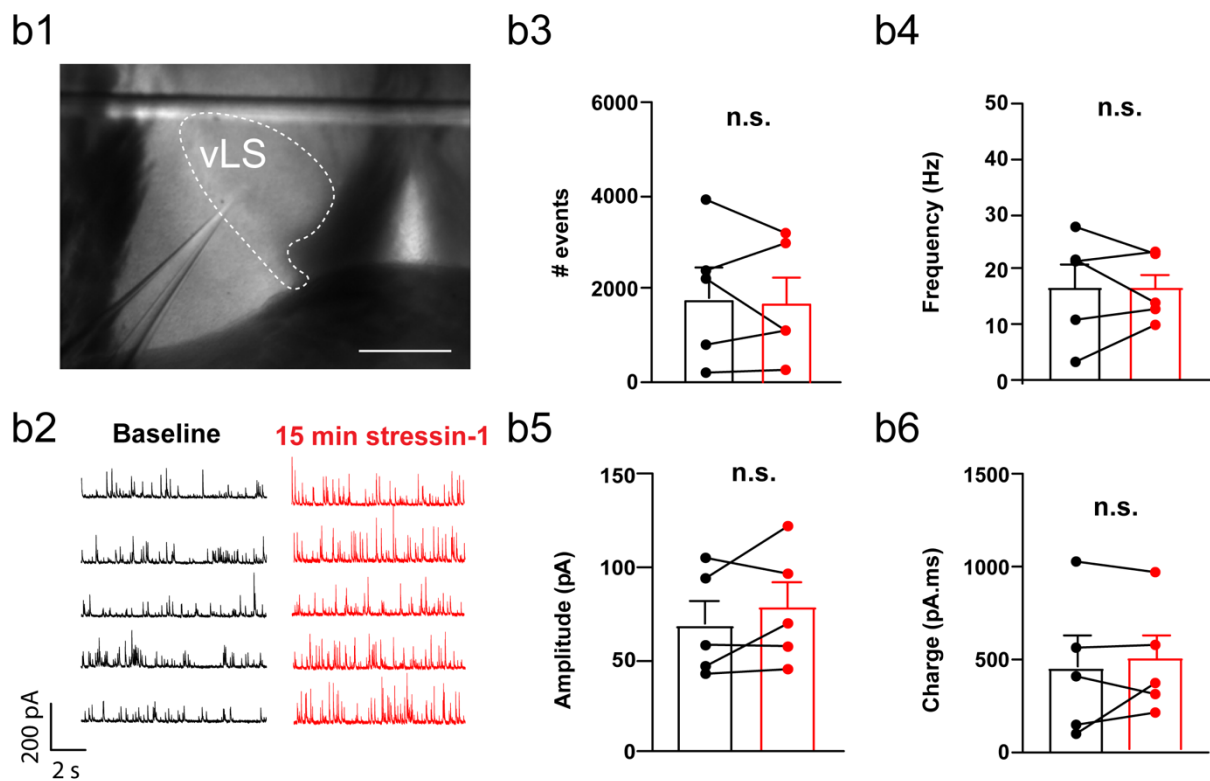 b1
vLS
b2
Baseline
15 min stressin-1
200 pA
2 s
b3
6000
4000
2000
0
# events
n.s.
b4
50
40
30
20
10
0
Frequency (Hz)
n.s.
b5
150
100
50
0
Amplitude (pA)
n.s.
b6
1500
1000
500
0
Charge (pA.ms)
n.s.